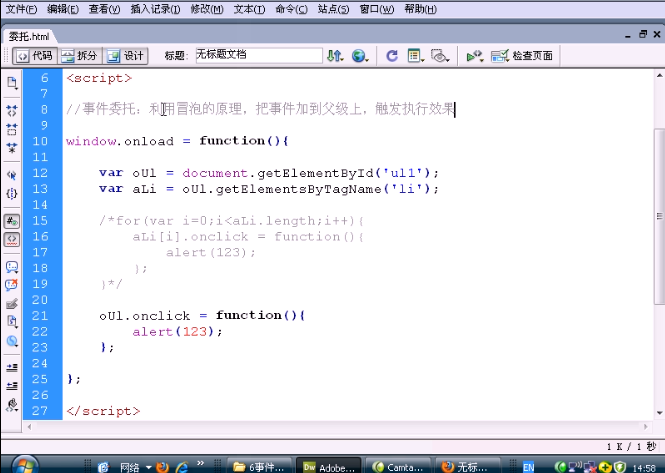 文件(F) 编辑(E) 查看(V) 插入记录(I) 修改(M) 文本(T) 命令(C) 站点(S) 窗口(W) 帮助(H)
委托.html
代码 拆分 设计 标题: 无标题文档 检查页面
6 <script>
7
8 //事件委托：利用冒泡的原理，把事件加到父级上，触发执行效果
9
10 window.onload = function(){
11
12 var oUl = document.getElementById('ul1');
13 var aLi = oUl.getElementsByTagName('li');
14
15 /*for(var i=0;i<aLi.length;i++){
16 aLi[i].onclick = function(){
17 alert(123);
18 };
19 }*/
20
21 oUl.onclick = function(){
22 alert(123);
23 };
24
25 };
26
27 </script>
1 K / 1 秒
网络 » 6事件... Dw Adobe... Camta... 无标... EN 14:58